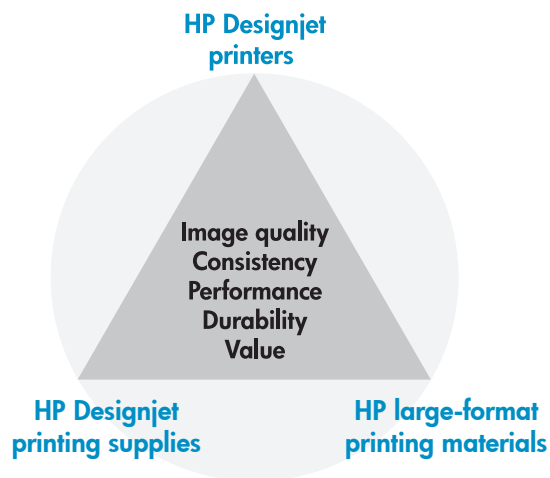 HP Designjet
printers
Image quality
Consistency
Performance
Durability
Value
HP Designjet
printing supplies
HP large-format
printing materials